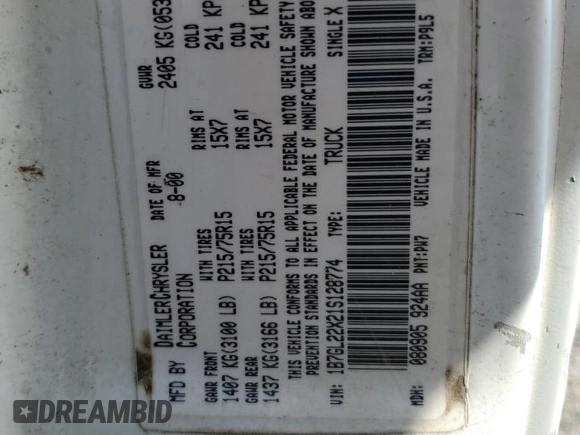 MFD BY DAIMLERCHRYSLER CORPORATION
DATE OF MFR
8-00
GVWR
2405 KG(053
GAWR FRONT WITH TIRES RIMS AT COLD
1407 KG(3100 LB) P215/75R15 15X7 241 KP
GAWR REAR WITH TIRES RIMS AT COLD
1437 KG(3166 LB) P215/75R15 15X7 241 KP
THIS VEHICLE CONFORMS TO ALL APPLICABLE FEDERAL MOTOR VEHICLE SAFETY
PREVENTION STANDARDS IN EFFECT ON THE DATE OF MANUFACTURE SHOWN ABO
VIN: 1B7GL22X21S128774 TYPE: TRUCK SINGLE X
MDH: 080905 924AA PNT:PW7 VEHICLE MADE IN U.S.A. TRM:P9L5
DREAMBID